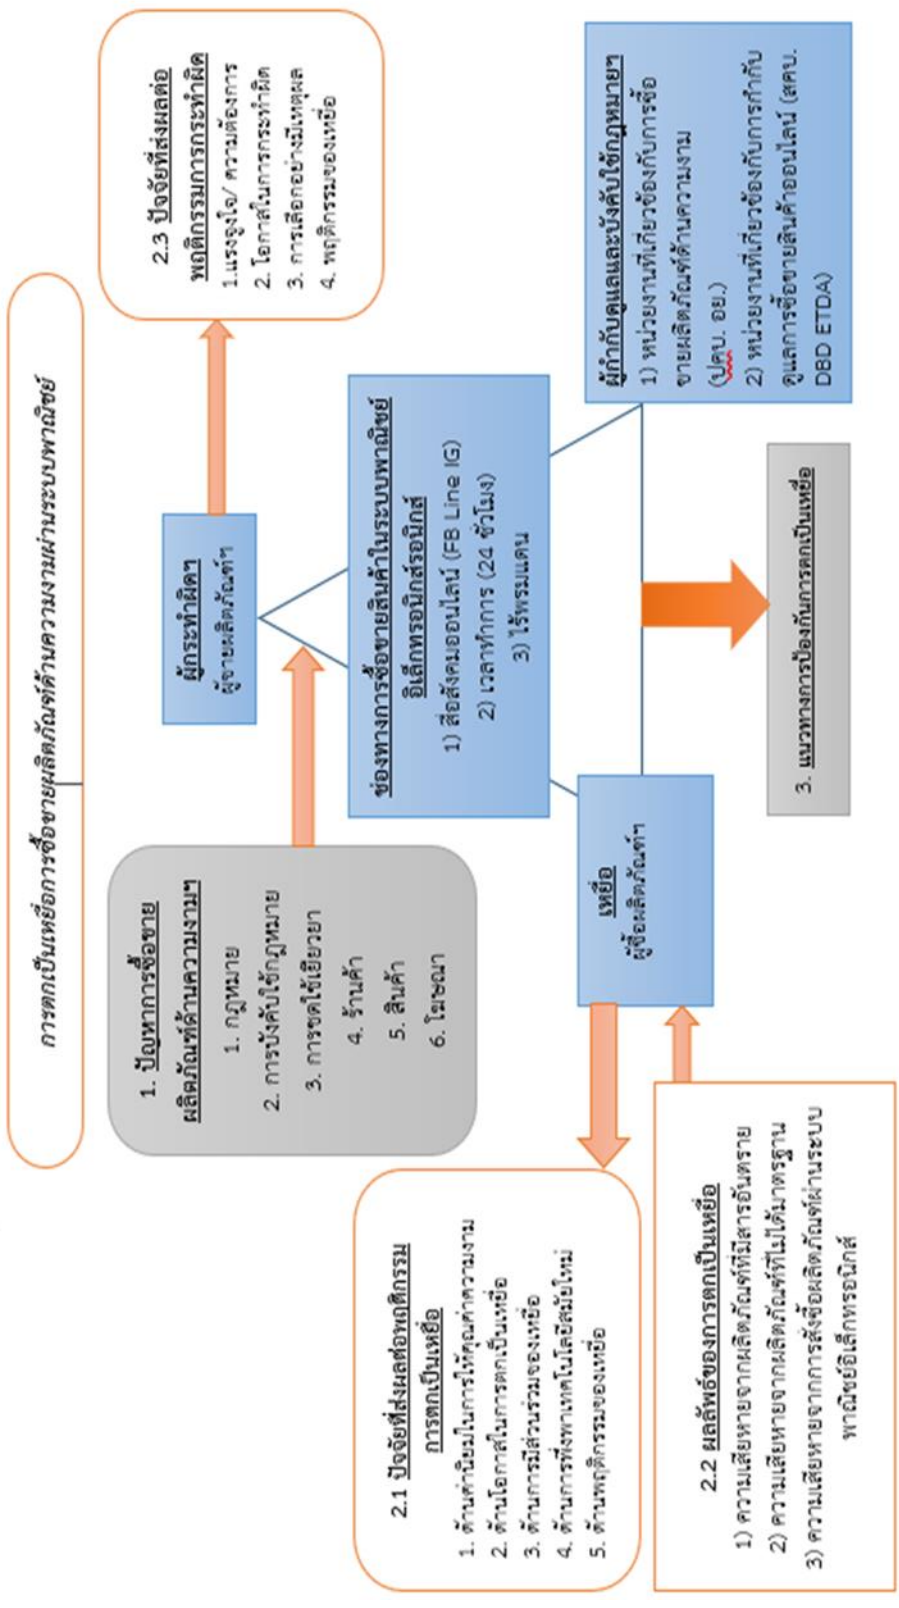 การตกเป็นเหยื่อการซื้อขายผลิตภัณฑ์ด้านความงามผ่านระบบพาณิชย์
1. ปัญหาการซื้อขาย
ผลิตภัณฑ์ด้านความงามฯ
1. กฎหมาย
2. การบังคับใช้กฎหมาย
3. การชดใช้เยียวยา
4. ร้านค้า
5. สินค้า
6. โฆษณา
ผู้กระทำผิดฯ
ผู้ขายผลิตภัณฑ์ฯ
2.3 ปัจจัยที่ส่งผลต่อ
พฤติกรรมการกระทำผิด
1.แรงจูงใจ/ ความต้องการ
2. โอกาสในการกระทำผิด
3. การเลือกอย่างมีเหตุผล
4. พฤติกรรมของเหยื่อ
ช่องทางการซื้อขายสินค้าในระบบพาณิชย์
อิเล็กทรอนิกส์รอนิกส์
1) สื่อสังคมออนไลน์ (FB Line IG)
2) เวลาทำการ (24 ชั่วโมง)
3) ไร้พรมแดน
2.1 ปัจจัยที่ส่งผลต่อพฤติกรรม
การตกเป็นเหยื่อ
1. ด้านค่านิยมในการให้คุณค่าความงาม
2. ด้านโอกาสในการตกเป็นเหยื่อ
3. ด้านการมีส่วนร่วมของเหยื่อ
4. ด้านการพึ่งพาเทคโนโลยีสมัยใหม่
5. ด้านพฤติกรรมของเหยื่อ
เหยื่อ
ผู้ซื้อผลิตภัณฑ์ฯ
ผู้กำกับดูแลและบังคับใช้กฎหมายฯ
1) หน่วยงานที่เกี่ยวข้องกับการซื้อ
ขายผลิตภัณฑ์ด้านความงาม
(ปคบ. อย.)
2) หน่วยงานที่เกี่ยวข้องกับการกำกับ
ดูแลการซื้อขายสินค้าออนไลน์ (สคบ.
DBD ETDA)
2.2 ผลลัพธ์ของการตกเป็นเหยื่อ
1) ความเสียหายจากผลิตภัณฑ์ที่มีสารอันตราย
2) ความเสียหายจากผลิตภัณฑ์ที่ไม่ได้มาตรฐาน
3) ความเสียหายจากการสั่งซื้อผลิตภัณฑ์ผ่านระบบ
พาณิชย์อิเล็กทรอนิกส์
3. แนวทางการป้องกันการตกเป็นเหยื่อ